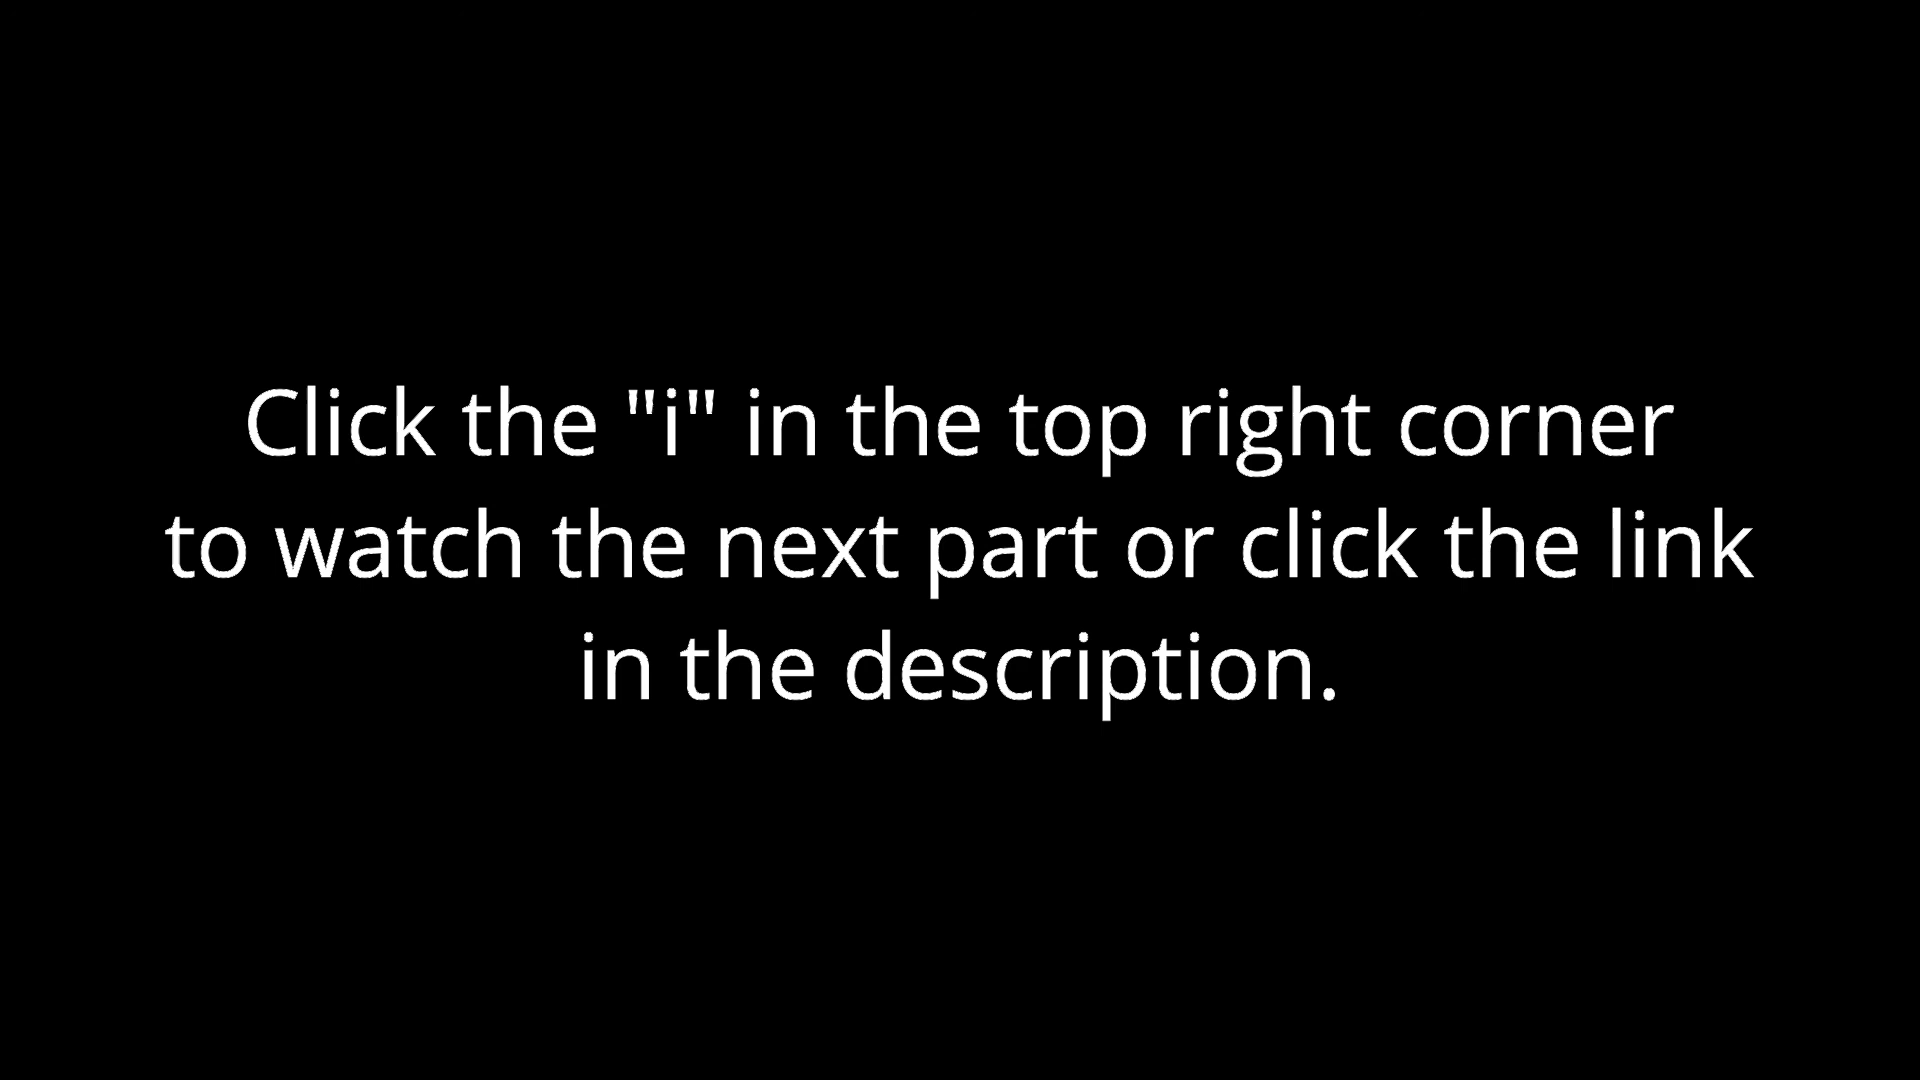 Click the "i" in the top right corner
to watch the next part or click the link
in the description.